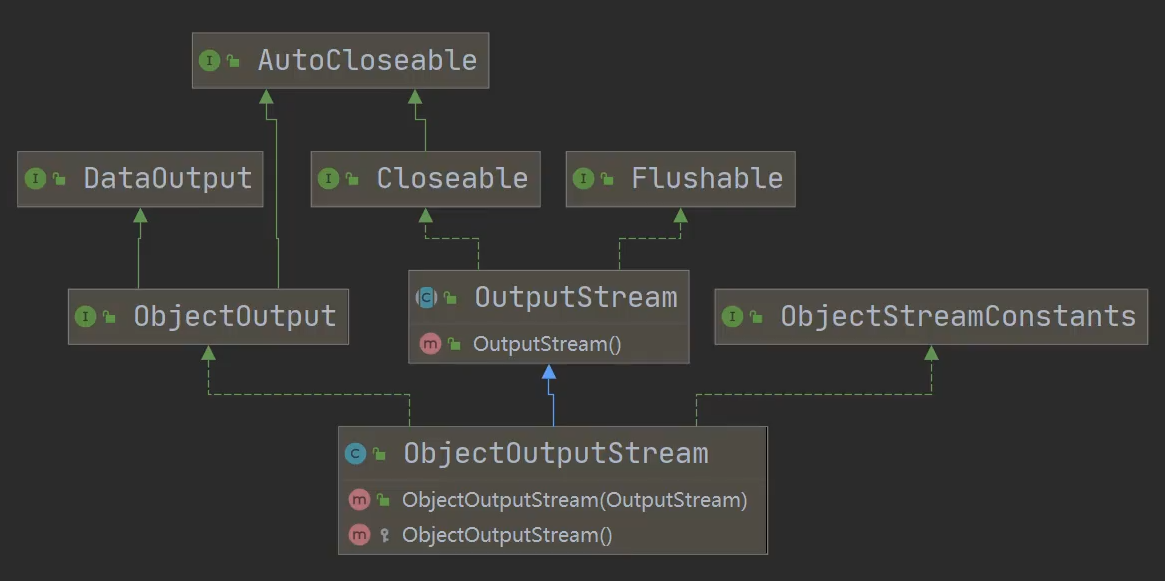 AutoCloseable
DataOutput
Closeable
Flushable
ObjectOutput
OutputStream
OutputStream()
ObjectStreamConstants
ObjectOutputStream
ObjectOutputStream(OutputStream)
ObjectOutputStream()